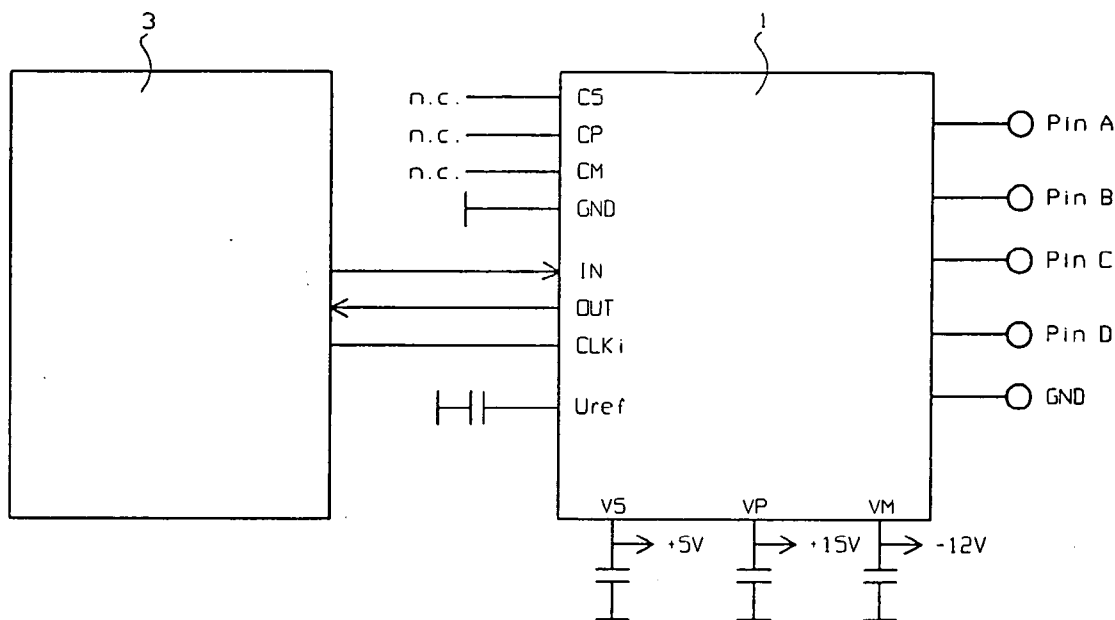 3
1
n.c. CS
n.c. CP
n.c. CM
GND
IN
OUT
CLKi
Uref
Pin A
Pin B
Pin C
Pin D
GND
VS VP VM
+5V +15V -12V